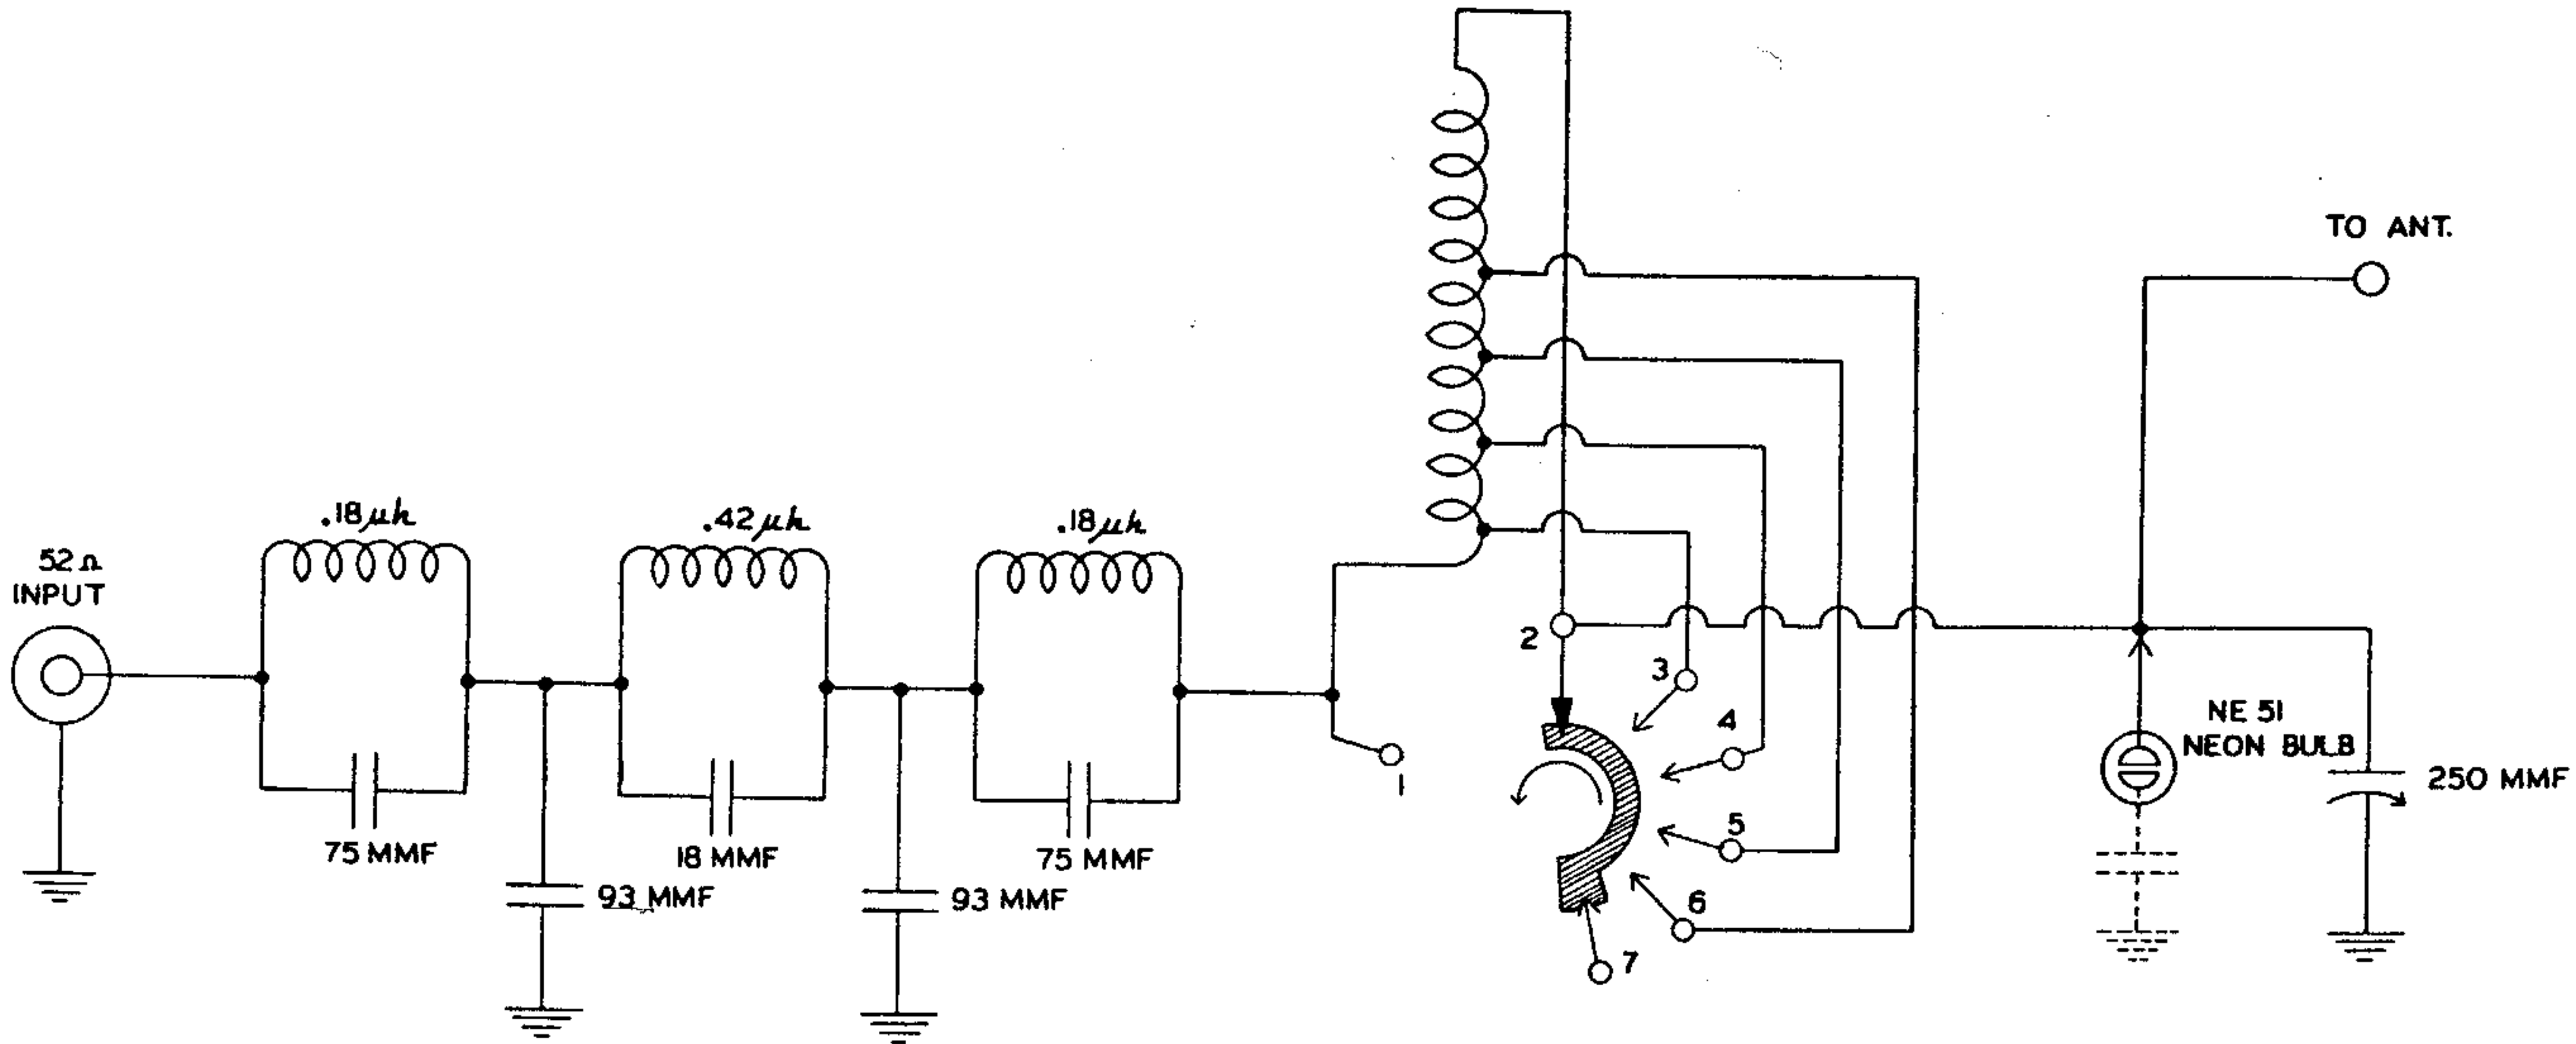 52Ω
INPUT
.18μh
75 MMF
93 MMF
.42μh
18 MMF
93 MMF
.18μh
75 MMF
1
2
3
4
5
6
7
TO ANT.
NE 51
NEON BULB
250 MMF